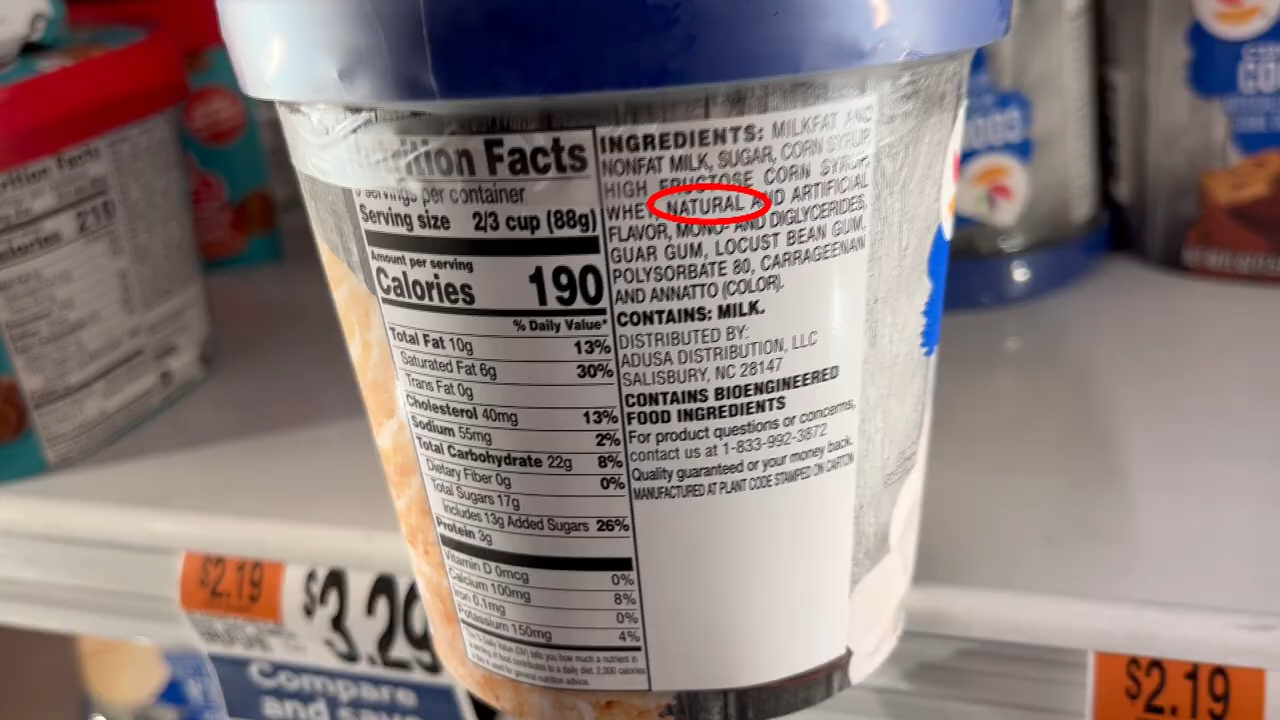 Nutrition Facts
servings per container
Serving size 2/3 cup (88g)
Amount per serving
Calories 190
% Daily Value*
Total Fat 10g 13%
Saturated Fat 6g 30%
Trans Fat 0g
Cholesterol 40mg 13%
Sodium 55mg 2%
Total Carbohydrate 22g 8%
Dietary Fiber 0g 0%
Total Sugars 17g
Includes 13g Added Sugars 26%
Protein 3g
Vitamin D 0mcg 0%
Calcium 100mg 8%
Iron 0.1mg 0%
Potassium 150mg 4%
INGREDIENTS: MILKFAT AND
NONFAT MILK, SUGAR, CORN SYRUP,
HIGH FRUCTOSE CORN SYRUP,
WHEY, NATURAL AND ARTIFICIAL
FLAVOR, MONO- AND DIGLYCERIDES,
GUAR GUM, LOCUST BEAN GUM,
POLYSORBATE 80, CARRAGEENAN
AND ANNATTO (COLOR).
CONTAINS: MILK.
DISTRIBUTED BY:
ADUSA DISTRIBUTION, LLC
SALISBURY, NC 28147
CONTAINS BIOENGINEERED
FOOD INGREDIENTS
For product questions or concerns,
contact us at 1-833-992-3872
Quality guaranteed or your money back.
MANUFACTURED AT PLANT CODE STAMPED ON CARTON
$2.19
$3.29
Compare
and save
$2.19